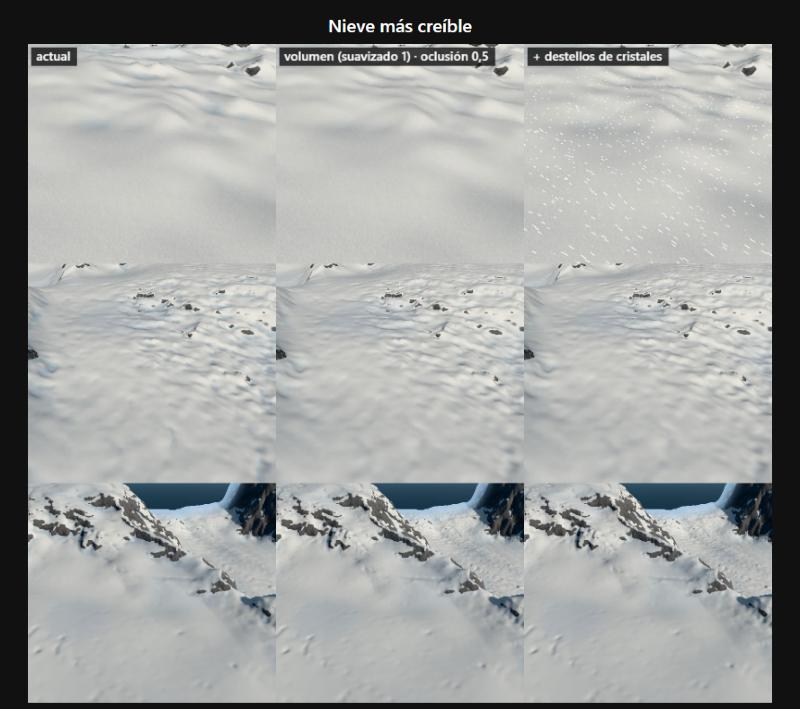 Nieve más creíble
actual
volumen (suavizado 1) · oclusión 0,5
+ destellos de cristales